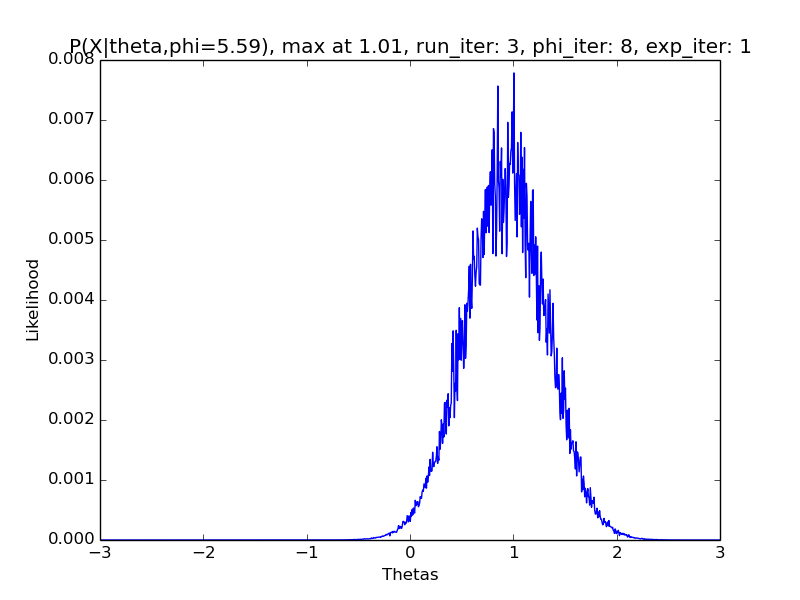 P(X|theta,phi=5.59), max at 1.01, run_iter: 3, phi_iter: 8, exp_iter: 1
0.008
0.007
0.006
0.005
0.004
0.003
0.002
0.001
0.000
Likelihood
−3 −2 −1 0 1 2 3
Thetas